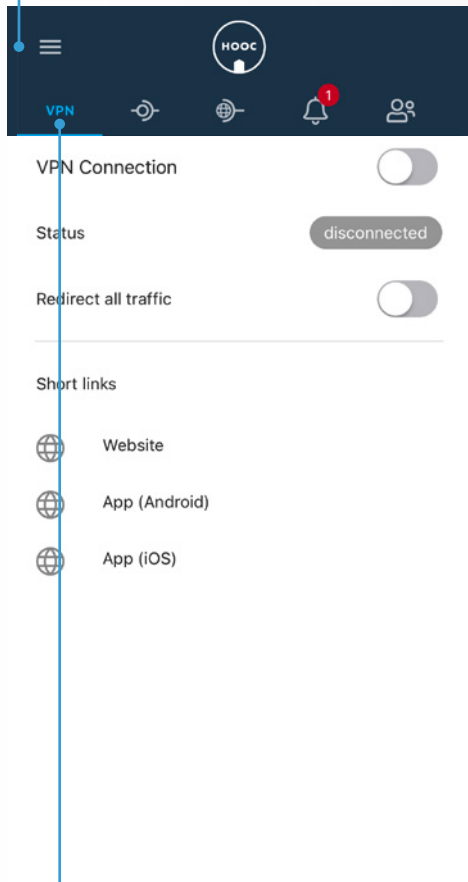 HOOC
VPN
1
VPN Connection
Status
disconnected
Redirect all traffic
Short links
Website
App (Android)
App (iOS)